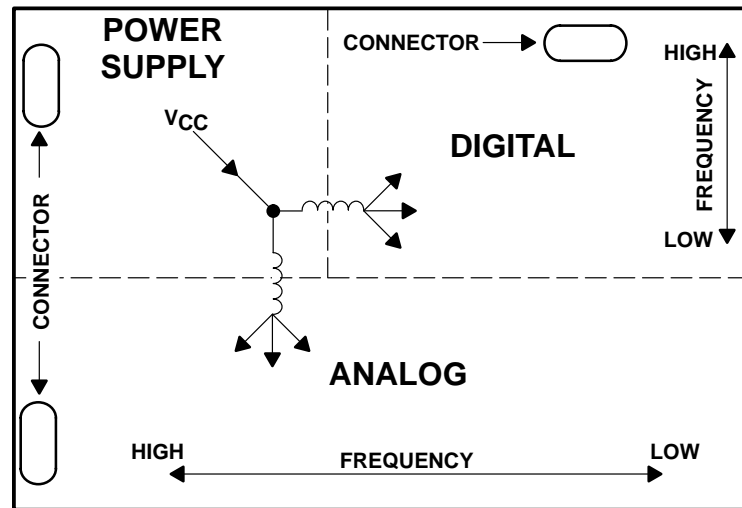 POWER
SUPPLY
CONNECTOR
HIGH
FREQUENCY
LOW
VCC
DIGITAL
CONNECTOR
ANALOG
HIGH
FREQUENCY
LOW